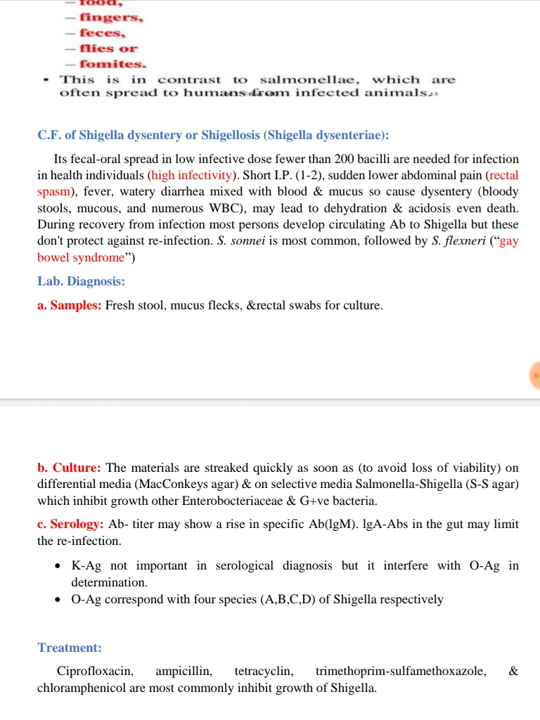 – food,
– fingers,
– feces,
– flies or
– fomites.
• This is in contrast to salmonellae, which are
often spread to humans from infected animals.
C.F. of Shigella dysentery or Shigellosis (Shigella dysenteriae):
Its fecal-oral spread in low infective dose fewer than 200 bacilli are needed for infection
in health individuals (high infectivity). Short I.P. (1-2), sudden lower abdominal pain (rectal
spasm), fever, watery diarrhea mixed with blood & mucus so cause dysentery (bloody
stools, mucous, and numerous WBC), may lead to dehydration & acidosis even death.
During recovery from infection most persons develop circulating Ab to Shigella but these
don't protect against re-infection. S. sonnei is most common, followed by S. flexneri (“gay
bowel syndrome”)
Lab. Diagnosis:
a. Samples: Fresh stool, mucus flecks, &rectal swabs for culture.
b. Culture: The materials are streaked quickly as soon as (to avoid loss of viability) on
differential media (MacConkeys agar) & on selective media Salmonella-Shigella (S-S agar)
which inhibit growth other Enterobocteriaceae & G+ve bacteria.
c. Serology: Ab- titer may show a rise in specific Ab(lgM). lgA-Abs in the gut may limit
the re-infection.
• K-Ag not important in serological diagnosis but it interfere with O-Ag in
determination.
• O-Ag correspond with four species (A,B,C,D) of Shigella respectively
Treatment:
Ciprofloxacin, ampicillin, tetracyclin, trimethoprim-sulfamethoxazole, &
chloramphenicol are most commonly inhibit growth of Shigella.